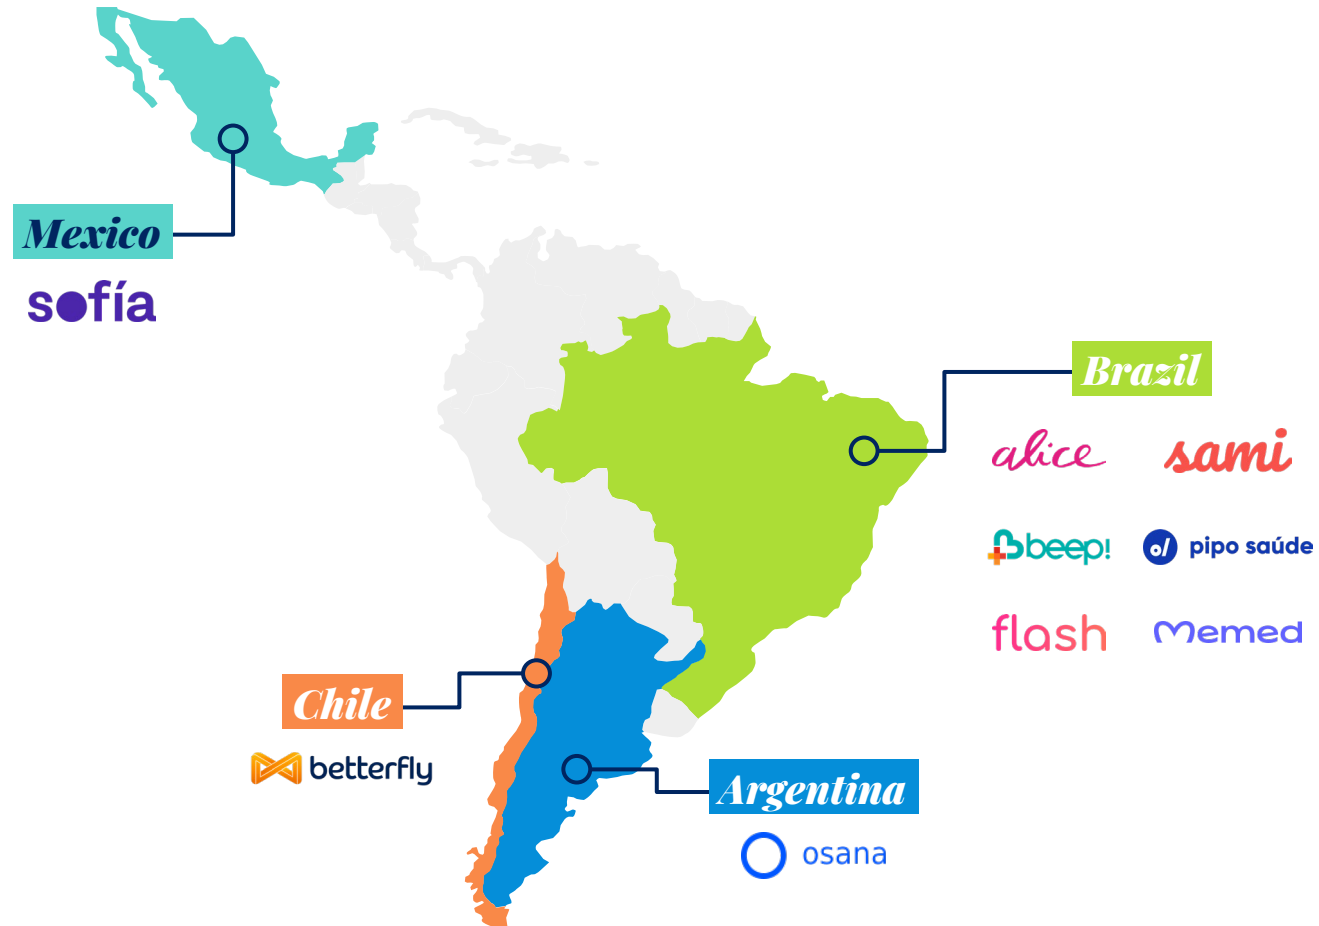 Mexico
sofía
Brazil
alice
sami
beep!
pipo saúde
flash
memed
Chile
betterfly
Argentina
osana